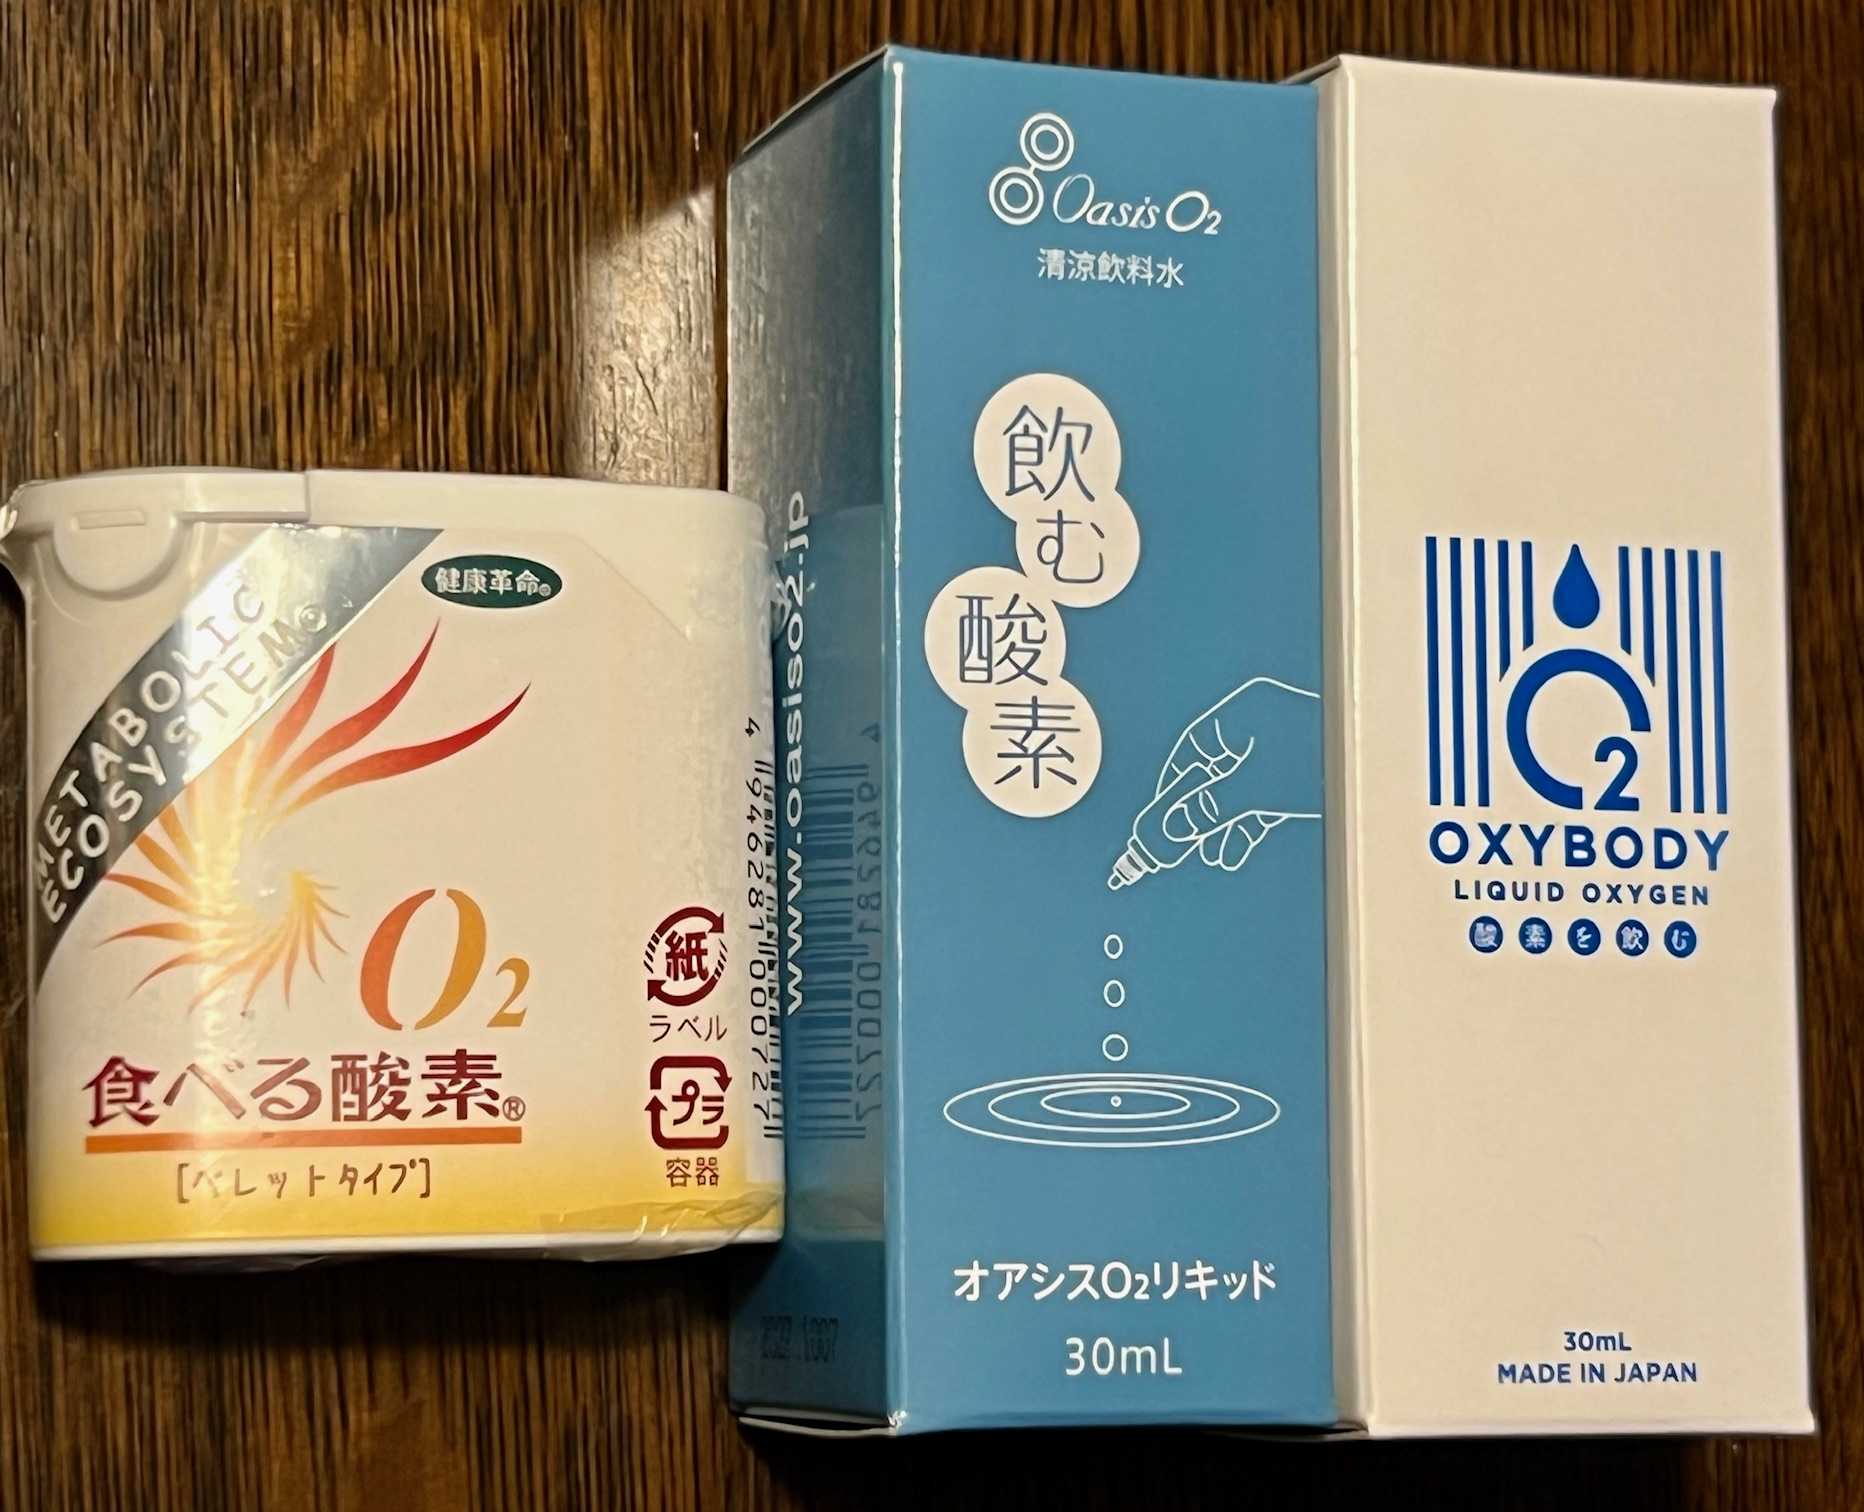 METABOLIC
ECOSYSTEM©
健康革命®
O2
食べる酸素®
[ペレットタイプ]
紙
ラベル
プラ
容器
4 946281 000727
www.oasiso2.jp
Oasis O2
清涼飲料水
飲む酸素
オアシスO2リキッド
30mL
O2
OXYBODY
LIQUID OXYGEN
酸素を飲む
30mL
MADE IN JAPAN